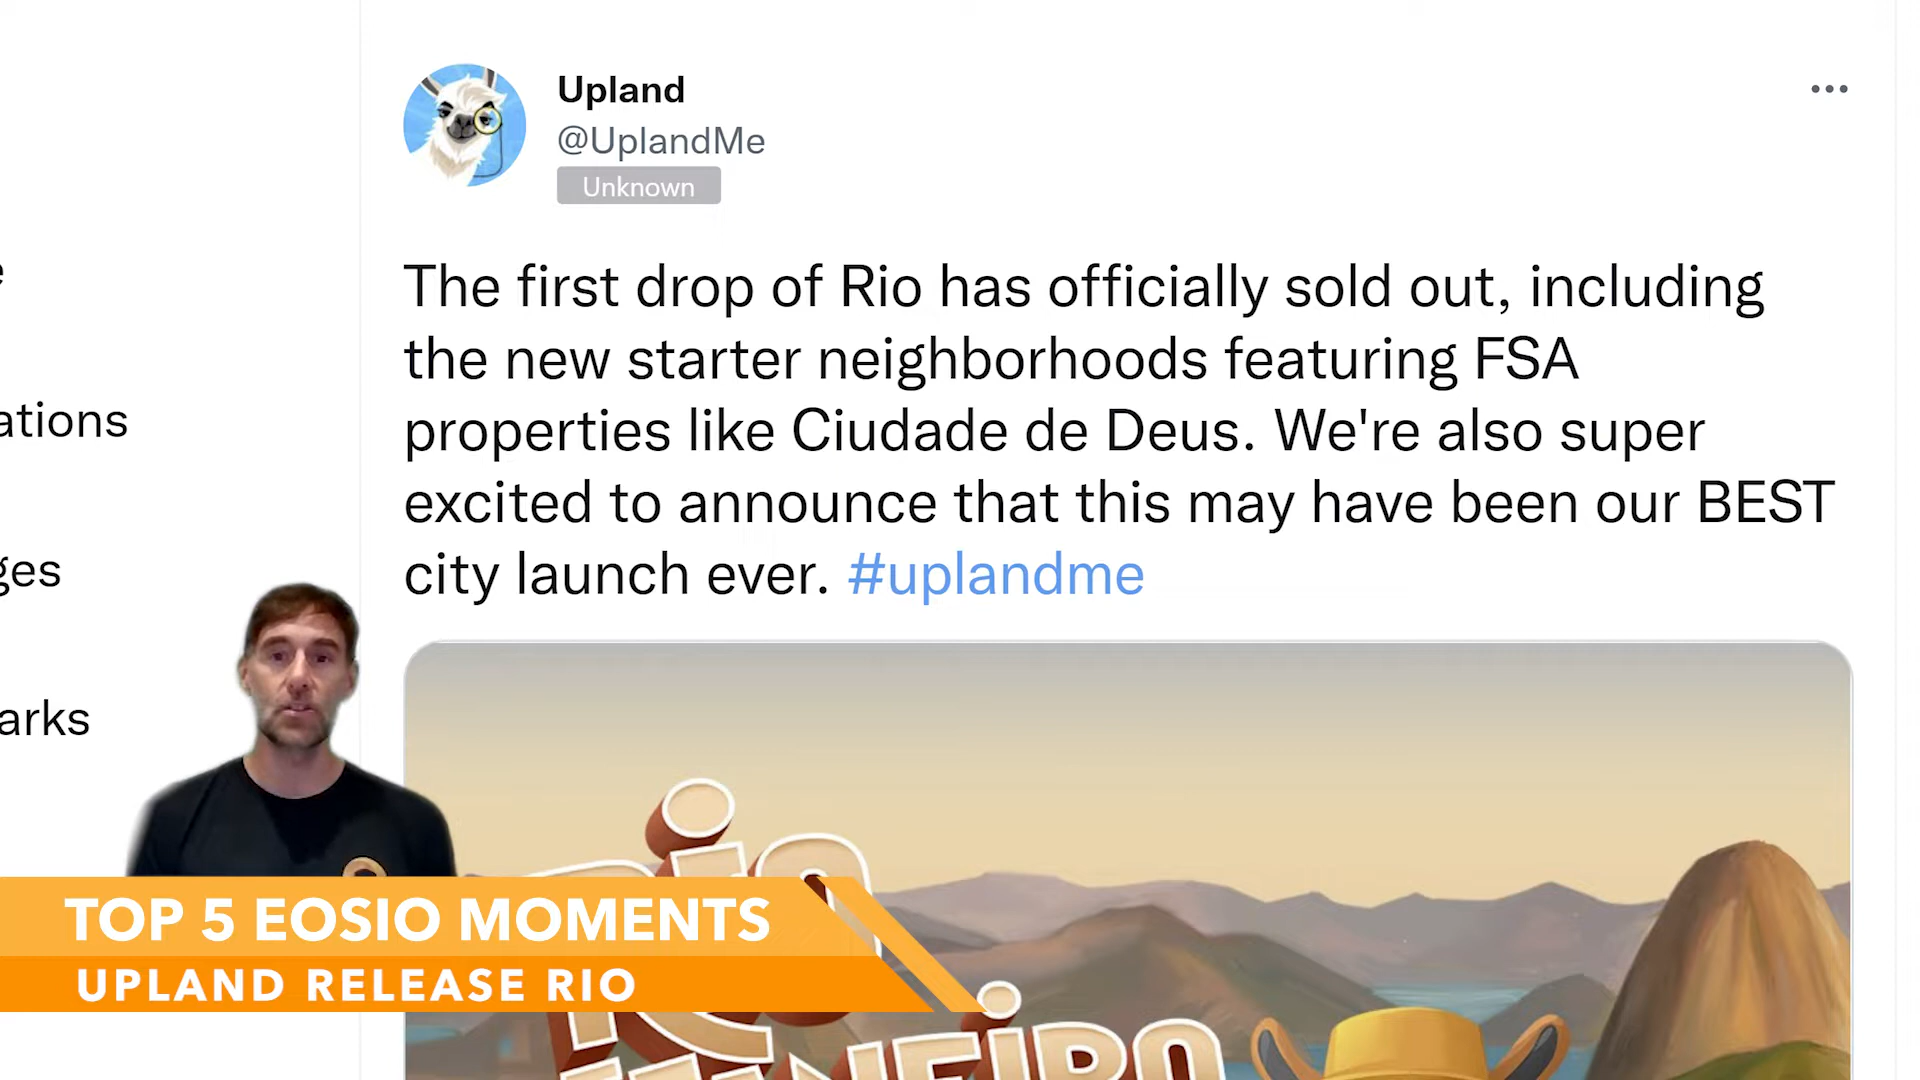 Upland
@UplandMe
Unknown
The first drop of Rio has officially sold out, including
the new starter neighborhoods featuring FSA
properties like Ciudade de Deus. We're also super
excited to announce that this may have been our BEST
city launch ever. #uplandme
ations
ges
arks
RIO
JANEIRO
TOP 5 EOSIO MOMENTS
UPLAND RELEASE RIO